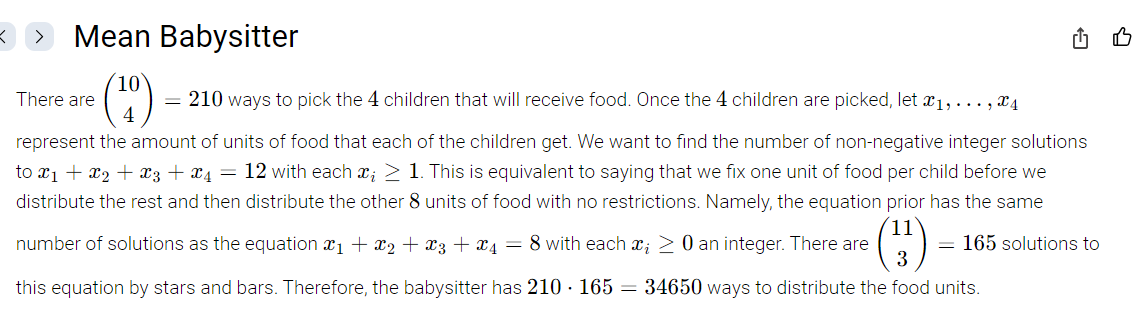 Mean Babysitter
There are \binom{10}{4} = 210 ways to pick the 4 children that will receive food. Once the 4 children are picked, let x_1, . . . , x_4
represent the amount of units of food that each of the children get. We want to find the number of non-negative integer solutions
to x_1 + x_2 + x_3 + x_4 = 12 with each x_i ≥ 1. This is equivalent to saying that we fix one unit of food per child before we
distribute the rest and then distribute the other 8 units of food with no restrictions. Namely, the equation prior has the same
number of solutions as the equation x_1 + x_2 + x_3 + x_4 = 8 with each x_i ≥ 0 an integer. There are \binom{11}{3} = 165 solutions to
this equation by stars and bars. Therefore, the babysitter has 210 · 165 = 34650 ways to distribute the food units.